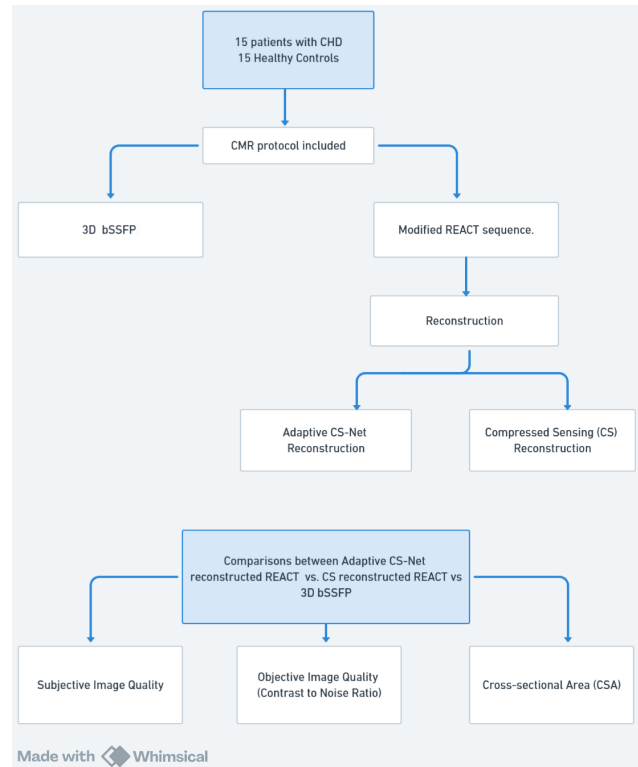 15 patients with CHD
15 Healthy Controls
CMR protocol included
3D bSSFP
Modified REACT sequence.
Reconstruction
Adaptive CS-Net
Reconstruction
Compressed Sensing (CS)
Reconstruction
Comparisons between Adaptive CS-Net
reconstructed REACT vs. CS reconstructed REACT vs
3D bSSFP
Subjective Image Quality
Objective Image Quality
(Contrast to Noise Ratio)
Cross-sectional Area (CSA)
Made with Whimsical